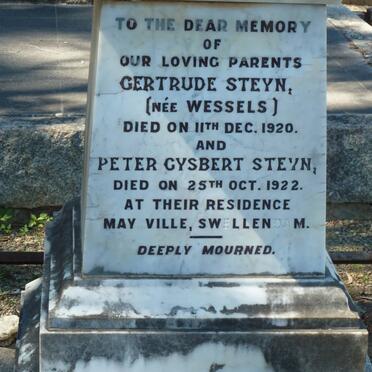 TO THE DEAR MEMORY
OF
OUR LOVING PARENTS
GERTRUDE STEYN,
(NÉE WESSELS)
DIED ON 11TH DEC. 1920.
AND
PETER GYSBERT STEYN,
DIED ON 25TH OCT. 1922.
AT THEIR RESIDENCE
MAY VILLE, SWELLENDAM.
DEEPLY MOURNED.